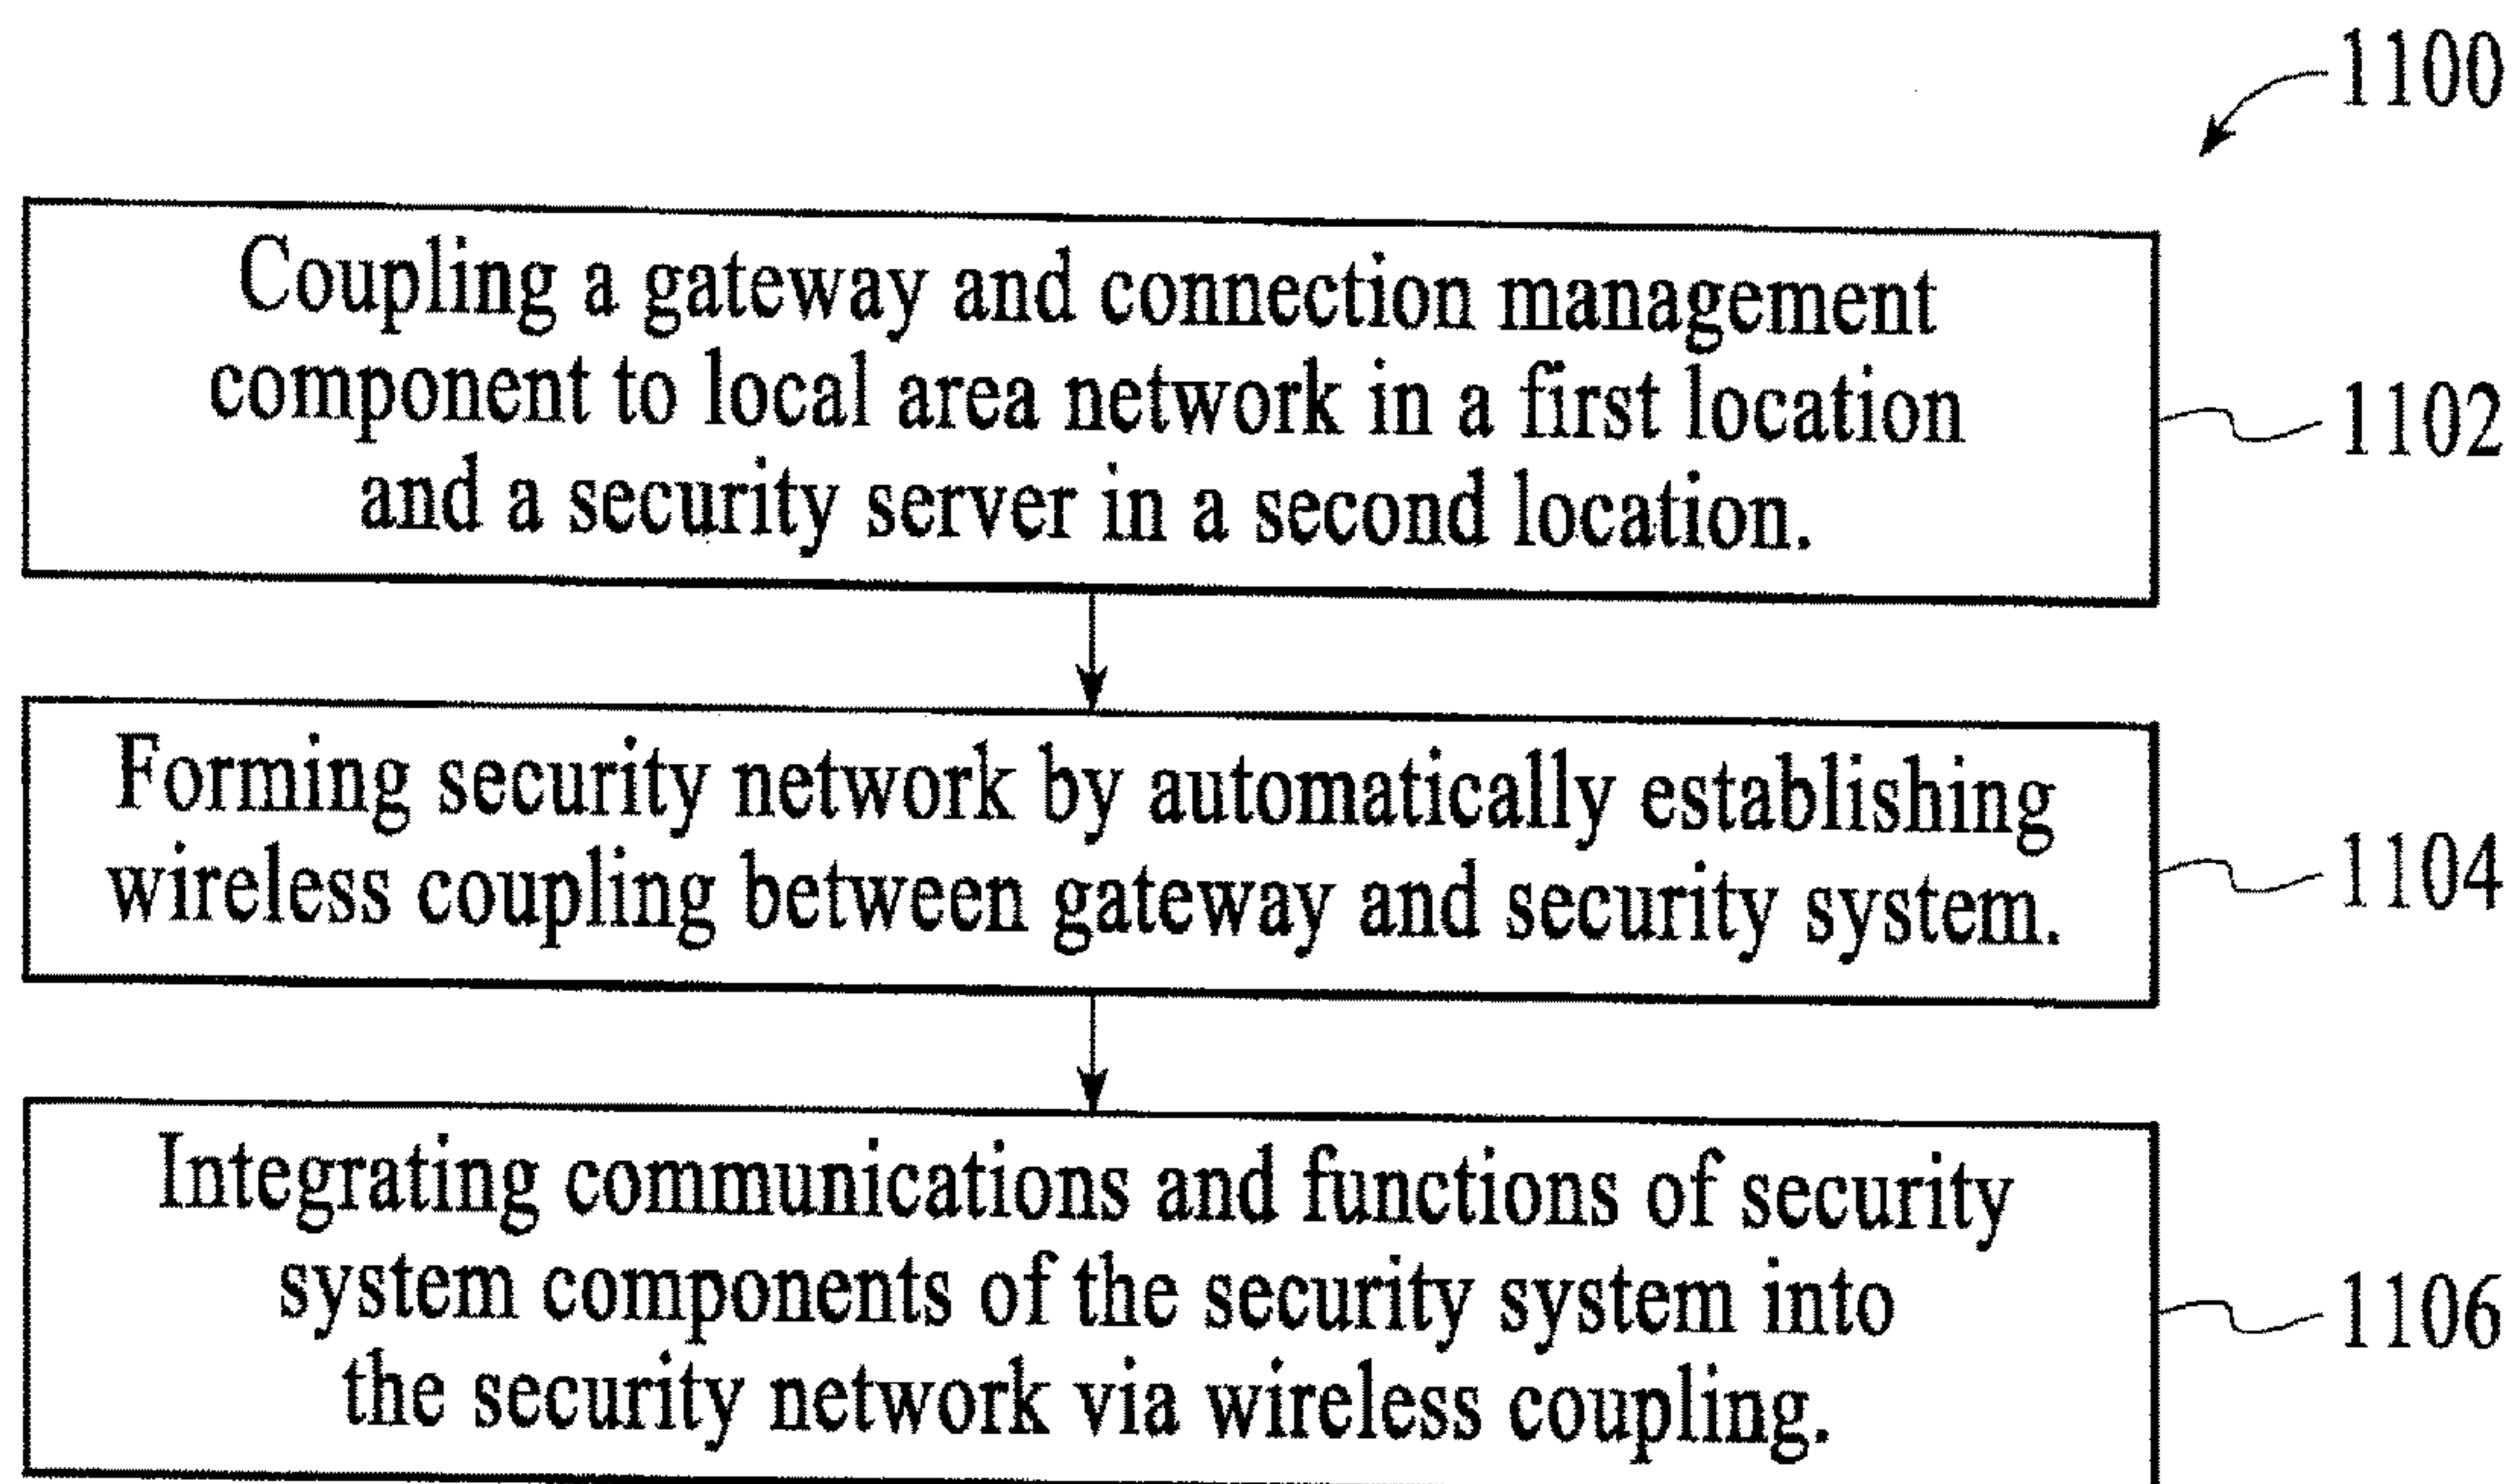 1100
Coupling a gateway and connection management
component to local area network in a first location
and a security server in a second location.
1102
Forming security network by automatically establishing
wireless coupling between gateway and security system.
1104
Integrating communications and functions of security
system components of the security system into
the security network via wireless coupling.
1106